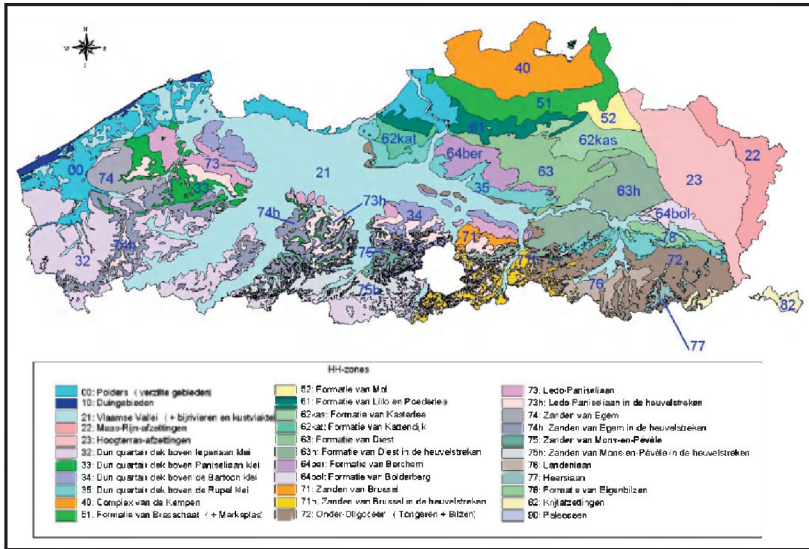 N
W
E
S
40
51
61
52
62kat
62kas
22
00
74
73
33
64ber
63
21
35
63h
23
74h
73h
34
64bol
32
74h
75
71
78
72
75h
76
82
77
HH-zones
00: Polders (verzilte gebieden)
10: Duingebieden
21: Vlaamse Vallei (+ bijrivieren en kustvlakte
22: Maas-Rijn-afzettingen
23: Hoogterras-afzettingen
32: Dun quartair dek boven Ieperiaan klei
33: Dun quartair dek boven Paniseliaan klei
34: Dun quartair dek boven de Bartoon klei
35: Dun quartair dek boven de Rupel klei
40: Complex van de Kempen
51: Formatie van Brasschaat (+ Merksplas)
52: Formatie van Mol
61: Formatie van Lillo en Poederlee
62kas: Formatie van Kasterlee
62kat: Formatie van Kattendijk
63: Formatie van Diest
63h: Formatie van Diest in de heuvelstreken
64ber: Formatie van Berchem
64bol: Formatie van Bolderberg
71: Zanden van Brussel
71h: Zanden van Brussel in de heuvelstreken
72: Onder-Oligoceen (Tongeren + Bilzen)
73: Ledo-Paniseliaan
73h: Ledo Paniseliaan in de heuvelstreken
74: Zanden van Egem
74h: Zanden van Egem in de heuvelstreken
75: Zanden van Mons-en-Pévèle
75h: Zanden van Mons-en-Pévèle in de heuvelstreken
76: Landeniaan
77: Heersiaan
78: Formatie van Eigenbilzen
82: Krijtafzettingen
90: Paleozoen